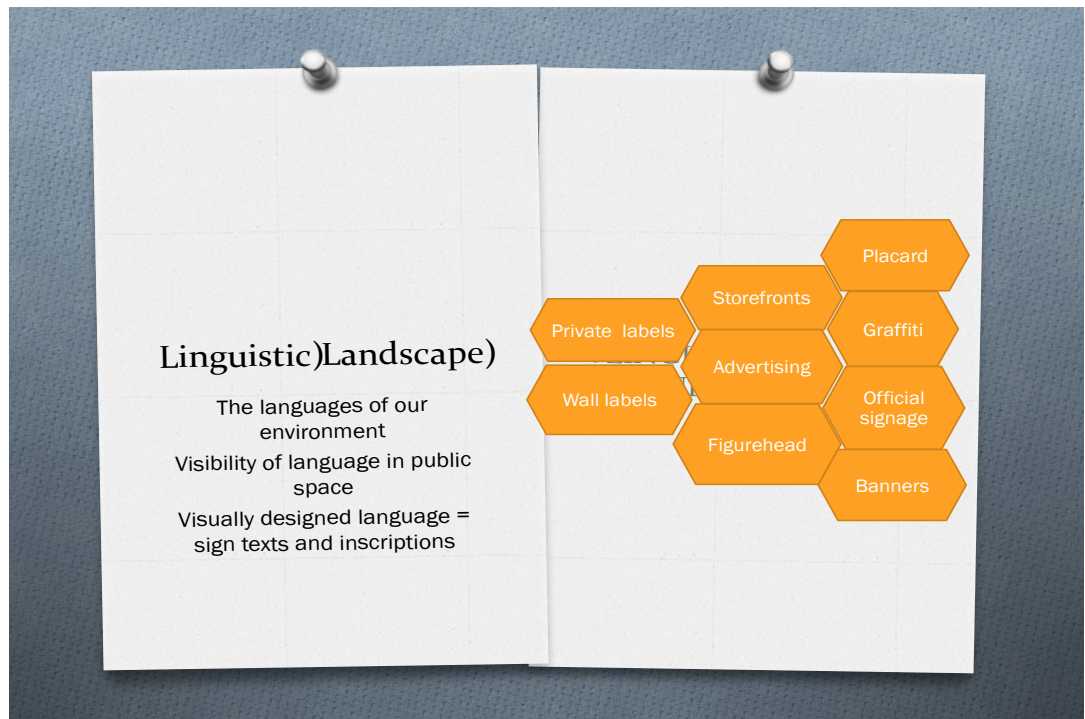 Linguistic)Landscape)
The languages of our
environment
Visibility of language in public
space
Visually designed language =
sign texts and inscriptions
Placard
Storefronts
Private labels
Graffiti
Advertising
Wall labels
Official
signage
Figurehead
Banners